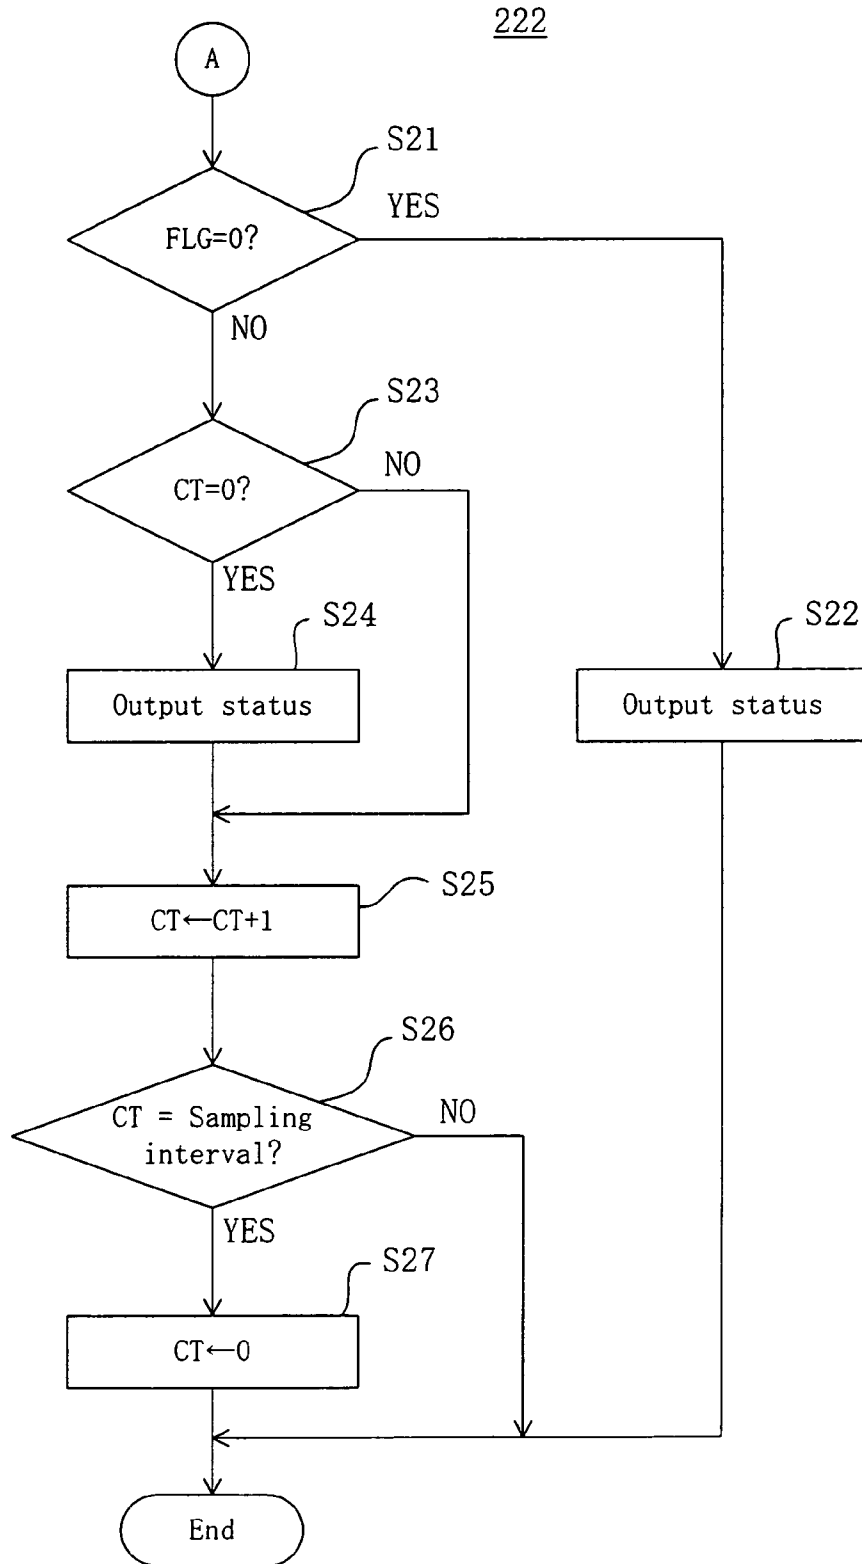 222
A
S21
YES
FLG=0?
NO
S23
NO
CT=0?
YES
S24
S22
Output status
Output status
S25
CT←CT+1
S26
NO
CT = Sampling
interval?
YES
S27
CT←0
End